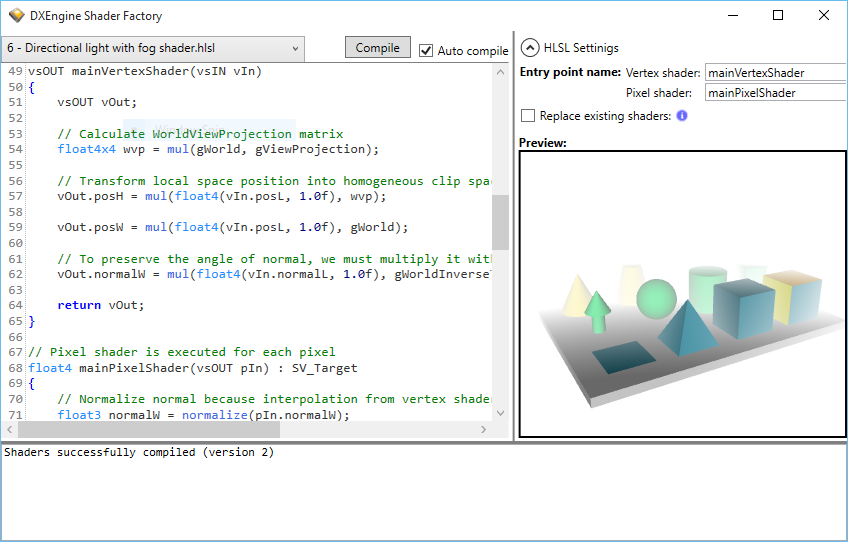 DXEngine Shader Factory
6 - Directional light with fog shader.hlsl
Compile
Auto compile
49 vsOUT mainVertexShader(vsIN vIn)
50 {
51     vsOUT vOut;
52
53     // Calculate WorldViewProjection matrix
54     float4x4 wvp = mul(gWorld, gViewProjection);
55
56     // Transform local space position into homogeneous clip spac
57     vOut.posH = mul(float4(vIn.posL, 1.0f), wvp);
58
59     vOut.posW = mul(float4(vIn.posL, 1.0f), gWorld);
60
61     // To preserve the angle of normal, we must multiply it with
62     vOut.normalW = mul(float4(vIn.normalL, 1.0f), gWorldInverseT
63
64     return vOut;
65 }
66
67 // Pixel shader is executed for each pixel
68 float4 mainPixelShader(vsOUT pIn) : SV_Target
69 {
70     // Normalize normal because interpolation from vertex shader
71     float3 normalW = normalize(pIn.normalW);
HLSL Settinigs
Entry point name: Vertex shader: mainVertexShader
Pixel shader: mainPixelShader
Replace existing shaders: i
Preview:
Shaders successfully compiled (version 2)